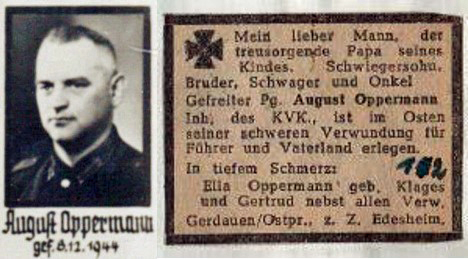 August Oppermann
gef. 8.12.1944
Mein lieber Mann, der
treusorgende Papa seines
Kindes, Schwiegersohn,
Bruder, Schwager und Onkel
Gefreiter Pg. August Oppermann
Inh. des KVK., ist im Osten
seiner schweren Verwundung für
Führer und Vaterland erlegen.
In tiefem Schmerz:
Ella Oppermann geb. Klages
und Gertrud nebst allen Verw.
Gerdauen/Ostpr., z. Z. Edesheim.